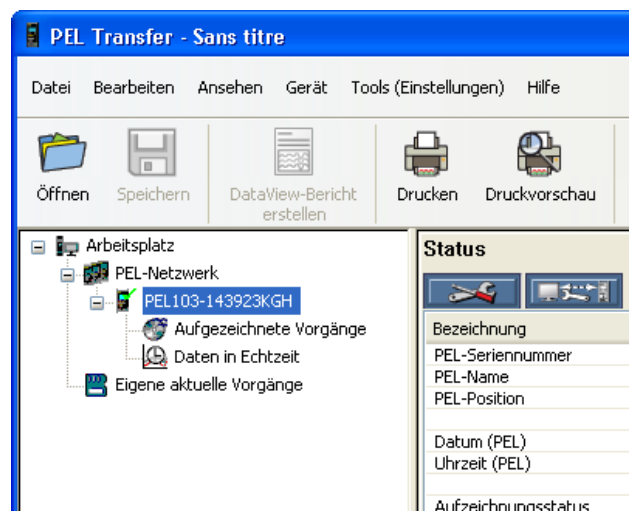 PEL Transfer - Sans titre
Datei Bearbeiten Ansehen Gerät Tools (Einstellungen) Hilfe
Öffnen Speichern DataView-Bericht Drucken Druckvorschau
erstellen
Arbeitsplatz
PEL-Netzwerk
PEL103-143923KGH
Aufgezeichnete Vorgänge
Daten in Echtzeit
Eigene aktuelle Vorgänge
Status
Bezeichnung
PEL-Seriennummer
PEL-Name
PEL-Position
Datum (PEL)
Uhrzeit (PEL)
Aufzeichnungsstatus